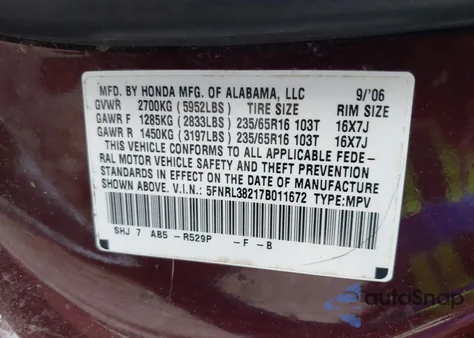 MFD. BY HONDA MFG. OF ALABAMA, LLC 9/'06
GVWR 2700KG (5952LBS) TIRE SIZE RIM SIZE
GAWR F 1285KG (2833LBS) 235/65R16 103T 16X7J
GAWR R 1450KG (3197LBS) 235/65R16 103T 16X7J
THIS VEHICLE CONFORMS TO ALL APPLICABLE FEDE-
RAL MOTOR VEHICLE SAFETY AND THEFT PREVENTION
STANDARDS IN EFFECT ON THE DATE OF MANUFACTURE
SHOWN ABOVE. V.I.N.: 5FNRL38217B011672 TYPE:MPV
SHJ 7 AB5 - R529P - F - B
autoSnap